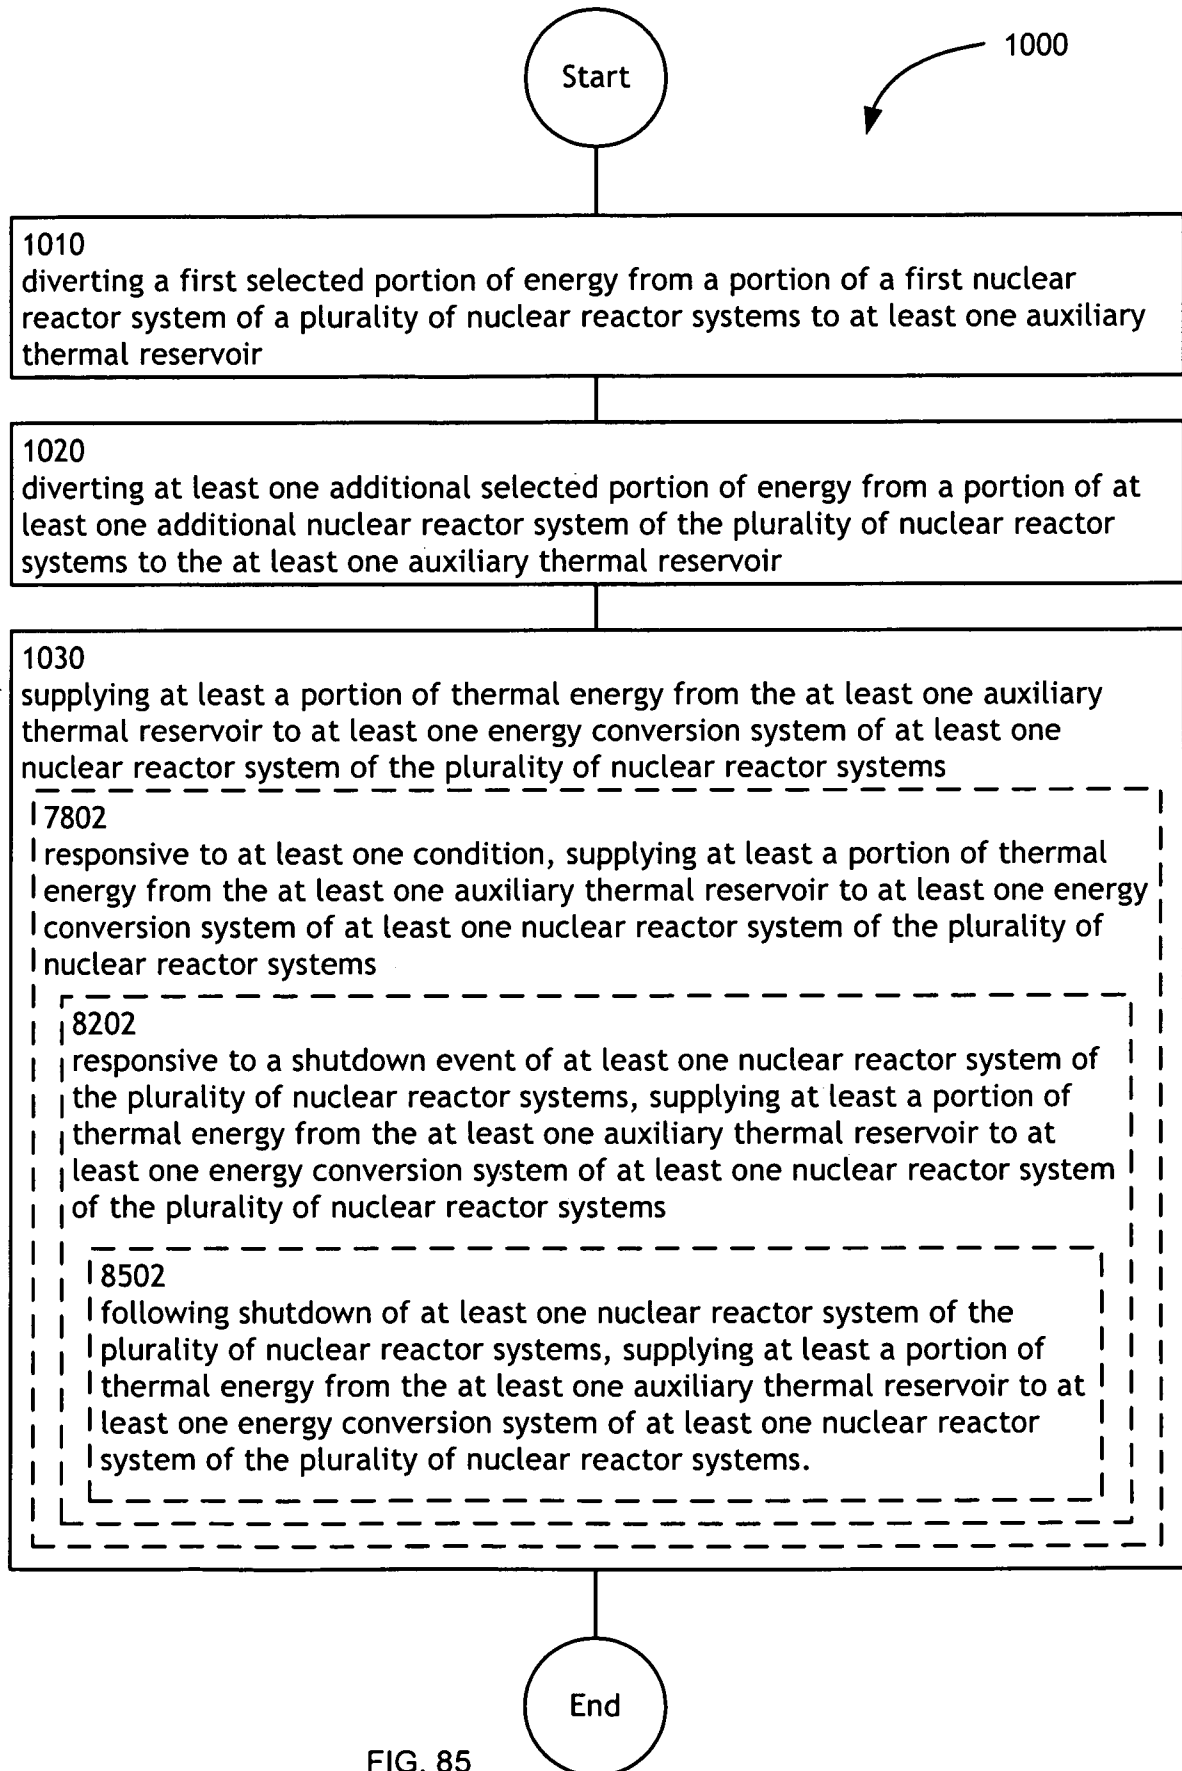 Start
1000
1010
diverting a first selected portion of energy from a portion of a first nuclear
reactor system of a plurality of nuclear reactor systems to at least one auxiliary
thermal reservoir
1020
diverting at least one additional selected portion of energy from a portion of at
least one additional nuclear reactor system of the plurality of nuclear reactor
systems to the at least one auxiliary thermal reservoir
1030
supplying at least a portion of thermal energy from the at least one auxiliary
thermal reservoir to at least one energy conversion system of at least one
nuclear reactor system of the plurality of nuclear reactor systems
7802
responsive to at least one condition, supplying at least a portion of thermal
energy from the at least one auxiliary thermal reservoir to at least one energy
conversion system of at least one nuclear reactor system of the plurality of
nuclear reactor systems
8202
responsive to a shutdown event of at least one nuclear reactor system of
the plurality of nuclear reactor systems, supplying at least a portion of
thermal energy from the at least one auxiliary thermal reservoir to at
least one energy conversion system of at least one nuclear reactor system
of the plurality of nuclear reactor systems
8502
following shutdown of at least one nuclear reactor system of the
plurality of nuclear reactor systems, supplying at least a portion of
thermal energy from the at least one auxiliary thermal reservoir to at
least one energy conversion system of at least one nuclear reactor
system of the plurality of nuclear reactor systems.
End
FIG. 85